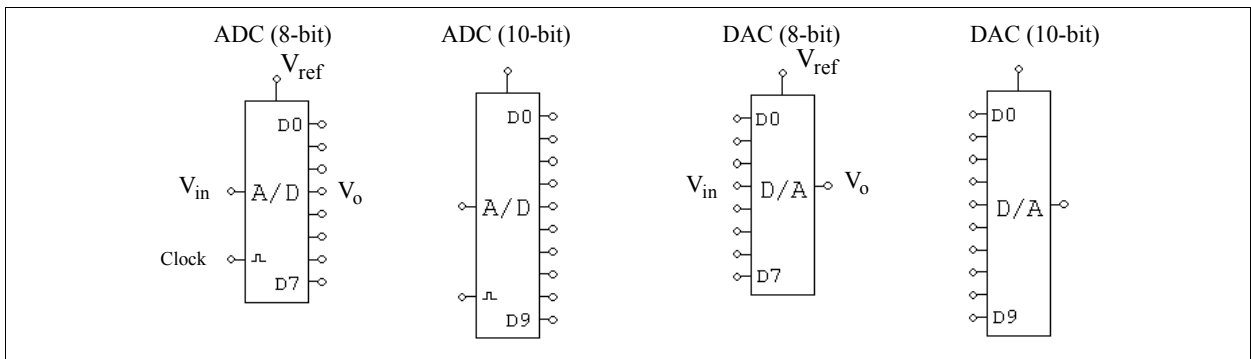 ADC (8-bit) ADC (10-bit) DAC (8-bit) DAC (10-bit)
Vref Vref
D0 D0 D0 D0
Vin A/D Vo Vin D/A Vo
A/D D/A
Clock
D7 D9 D7 D9